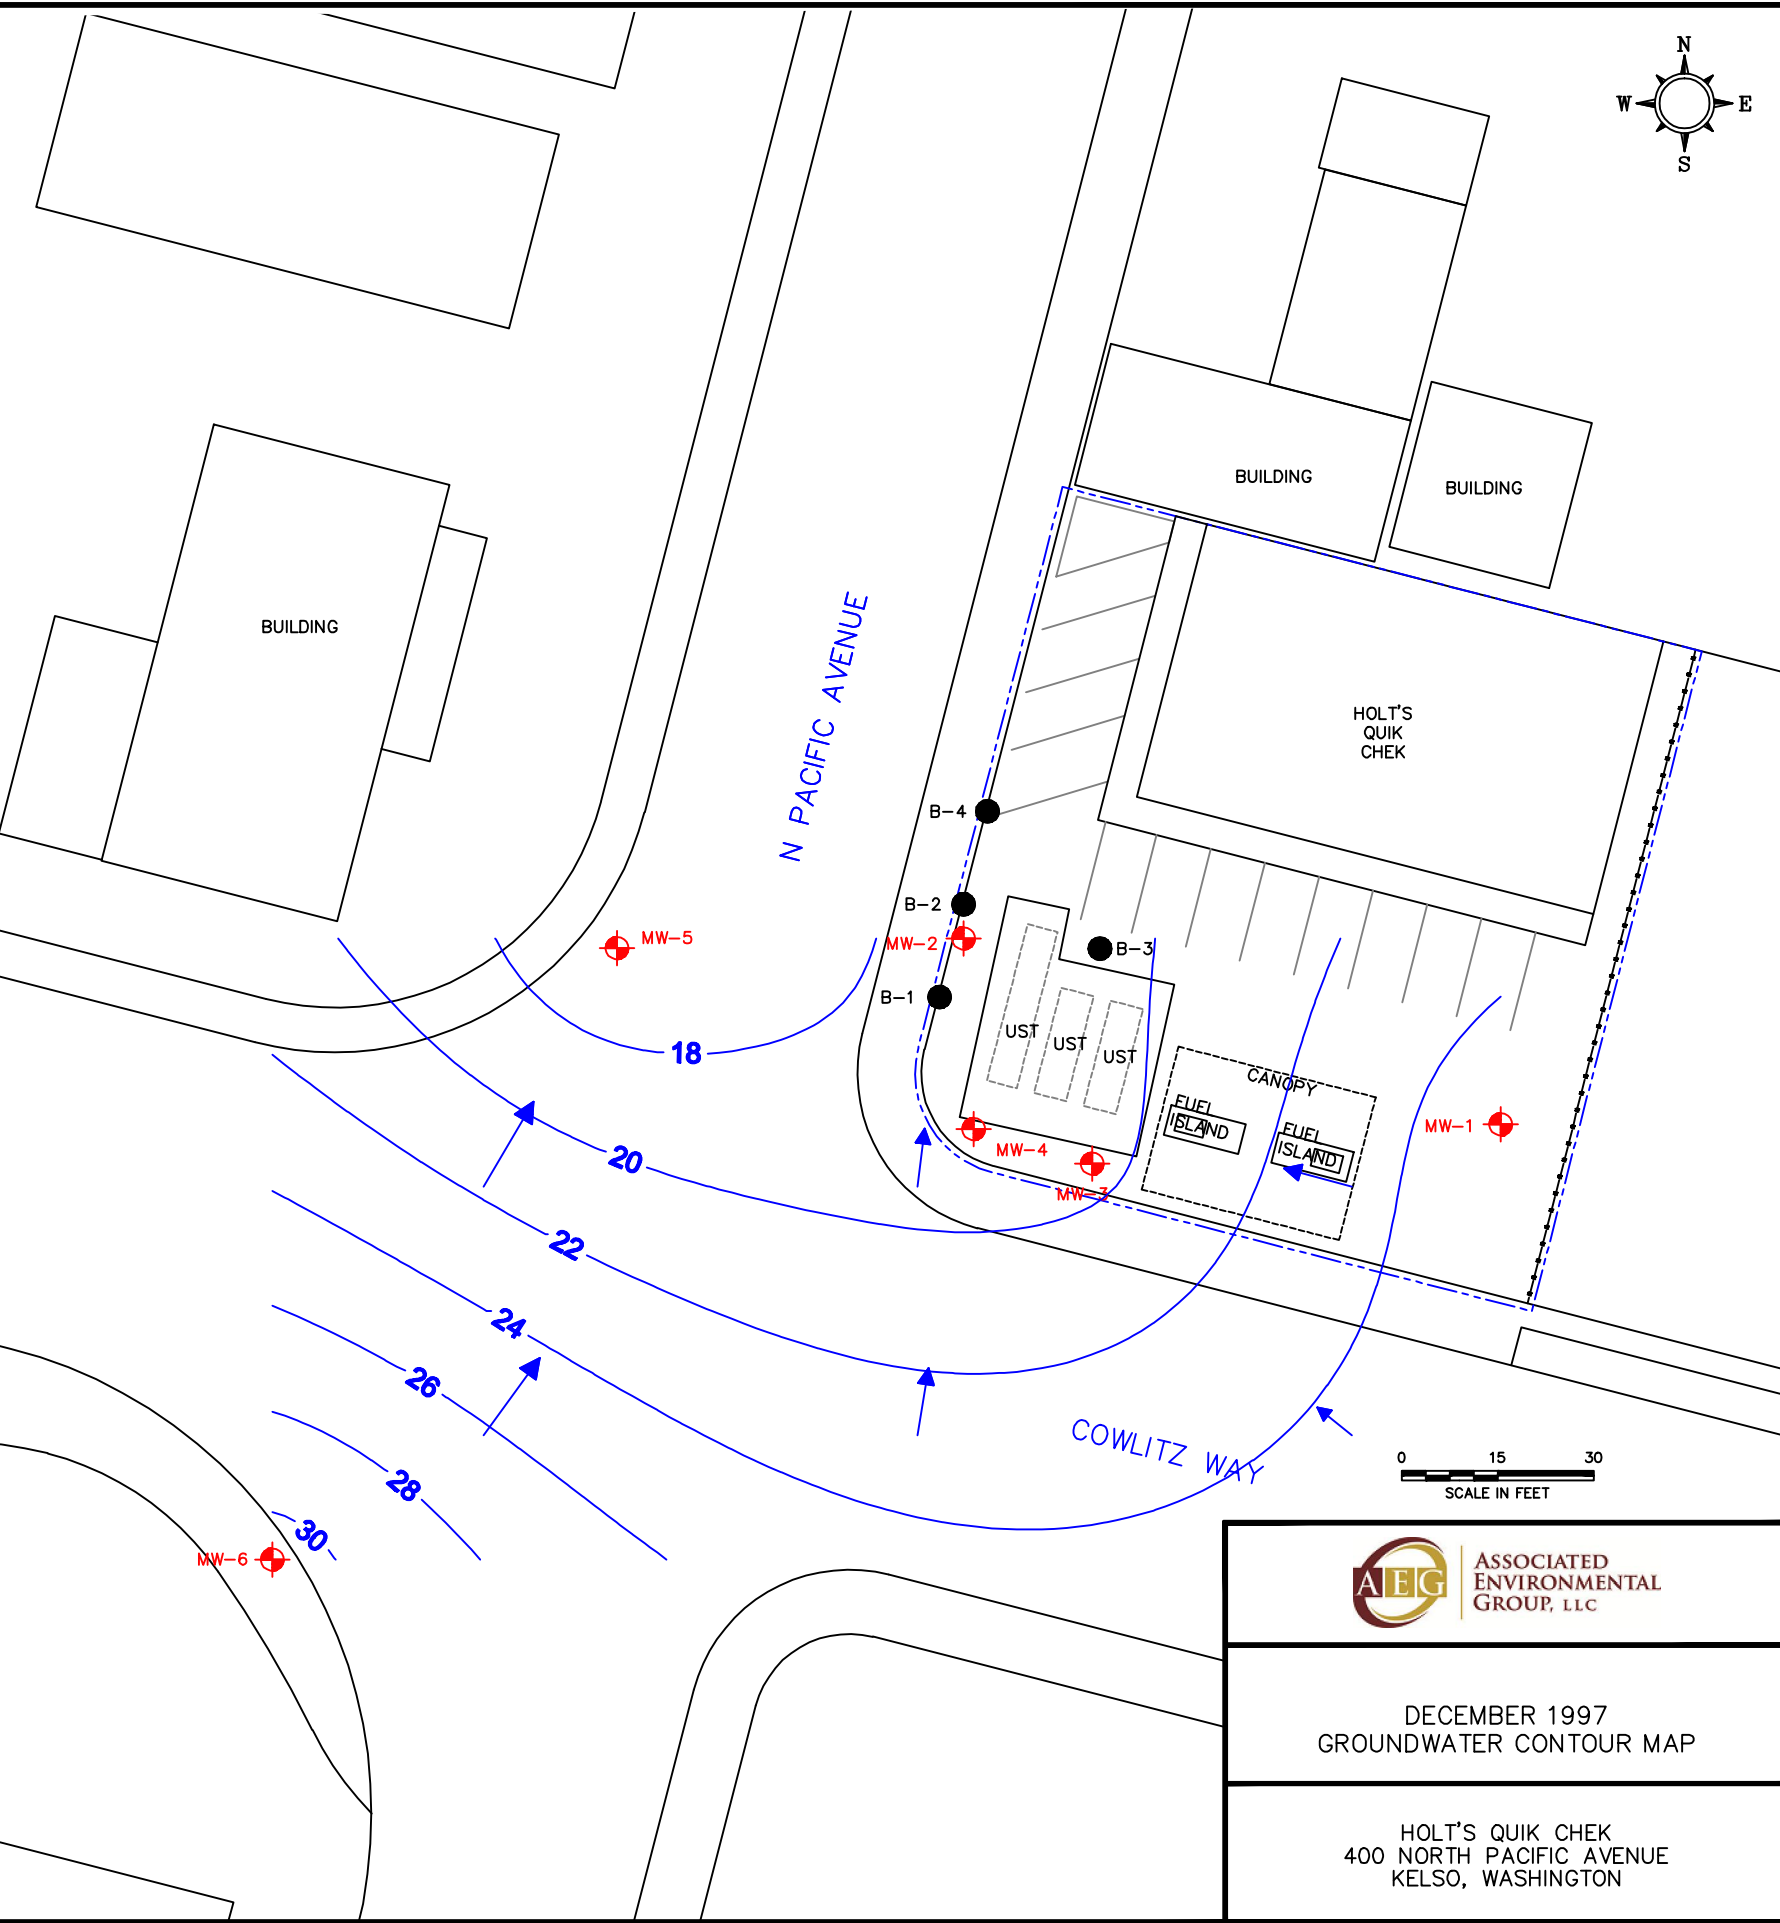 N
W E
S
BUILDING
BUILDING
BUILDING
N PACIFIC AVENUE
HOLT'S
QUIK
CHEK
B-4
B-2
MW-2
MW-5
B-3
B-1
UST
UST
UST
18
CANOPY
FUEL
ISLAND
FUEL
ISLAND
MW-1
MW-4
MW-3
20
22
24
26
28
30
MW-6
COWLITZ WAY
0 15 30
SCALE IN FEET
AEG
ASSOCIATED
ENVIRONMENTAL
GROUP, LLC
DECEMBER 1997
GROUNDWATER CONTOUR MAP
HOLT'S QUIK CHEK
400 NORTH PACIFIC AVENUE
KELSO, WASHINGTON